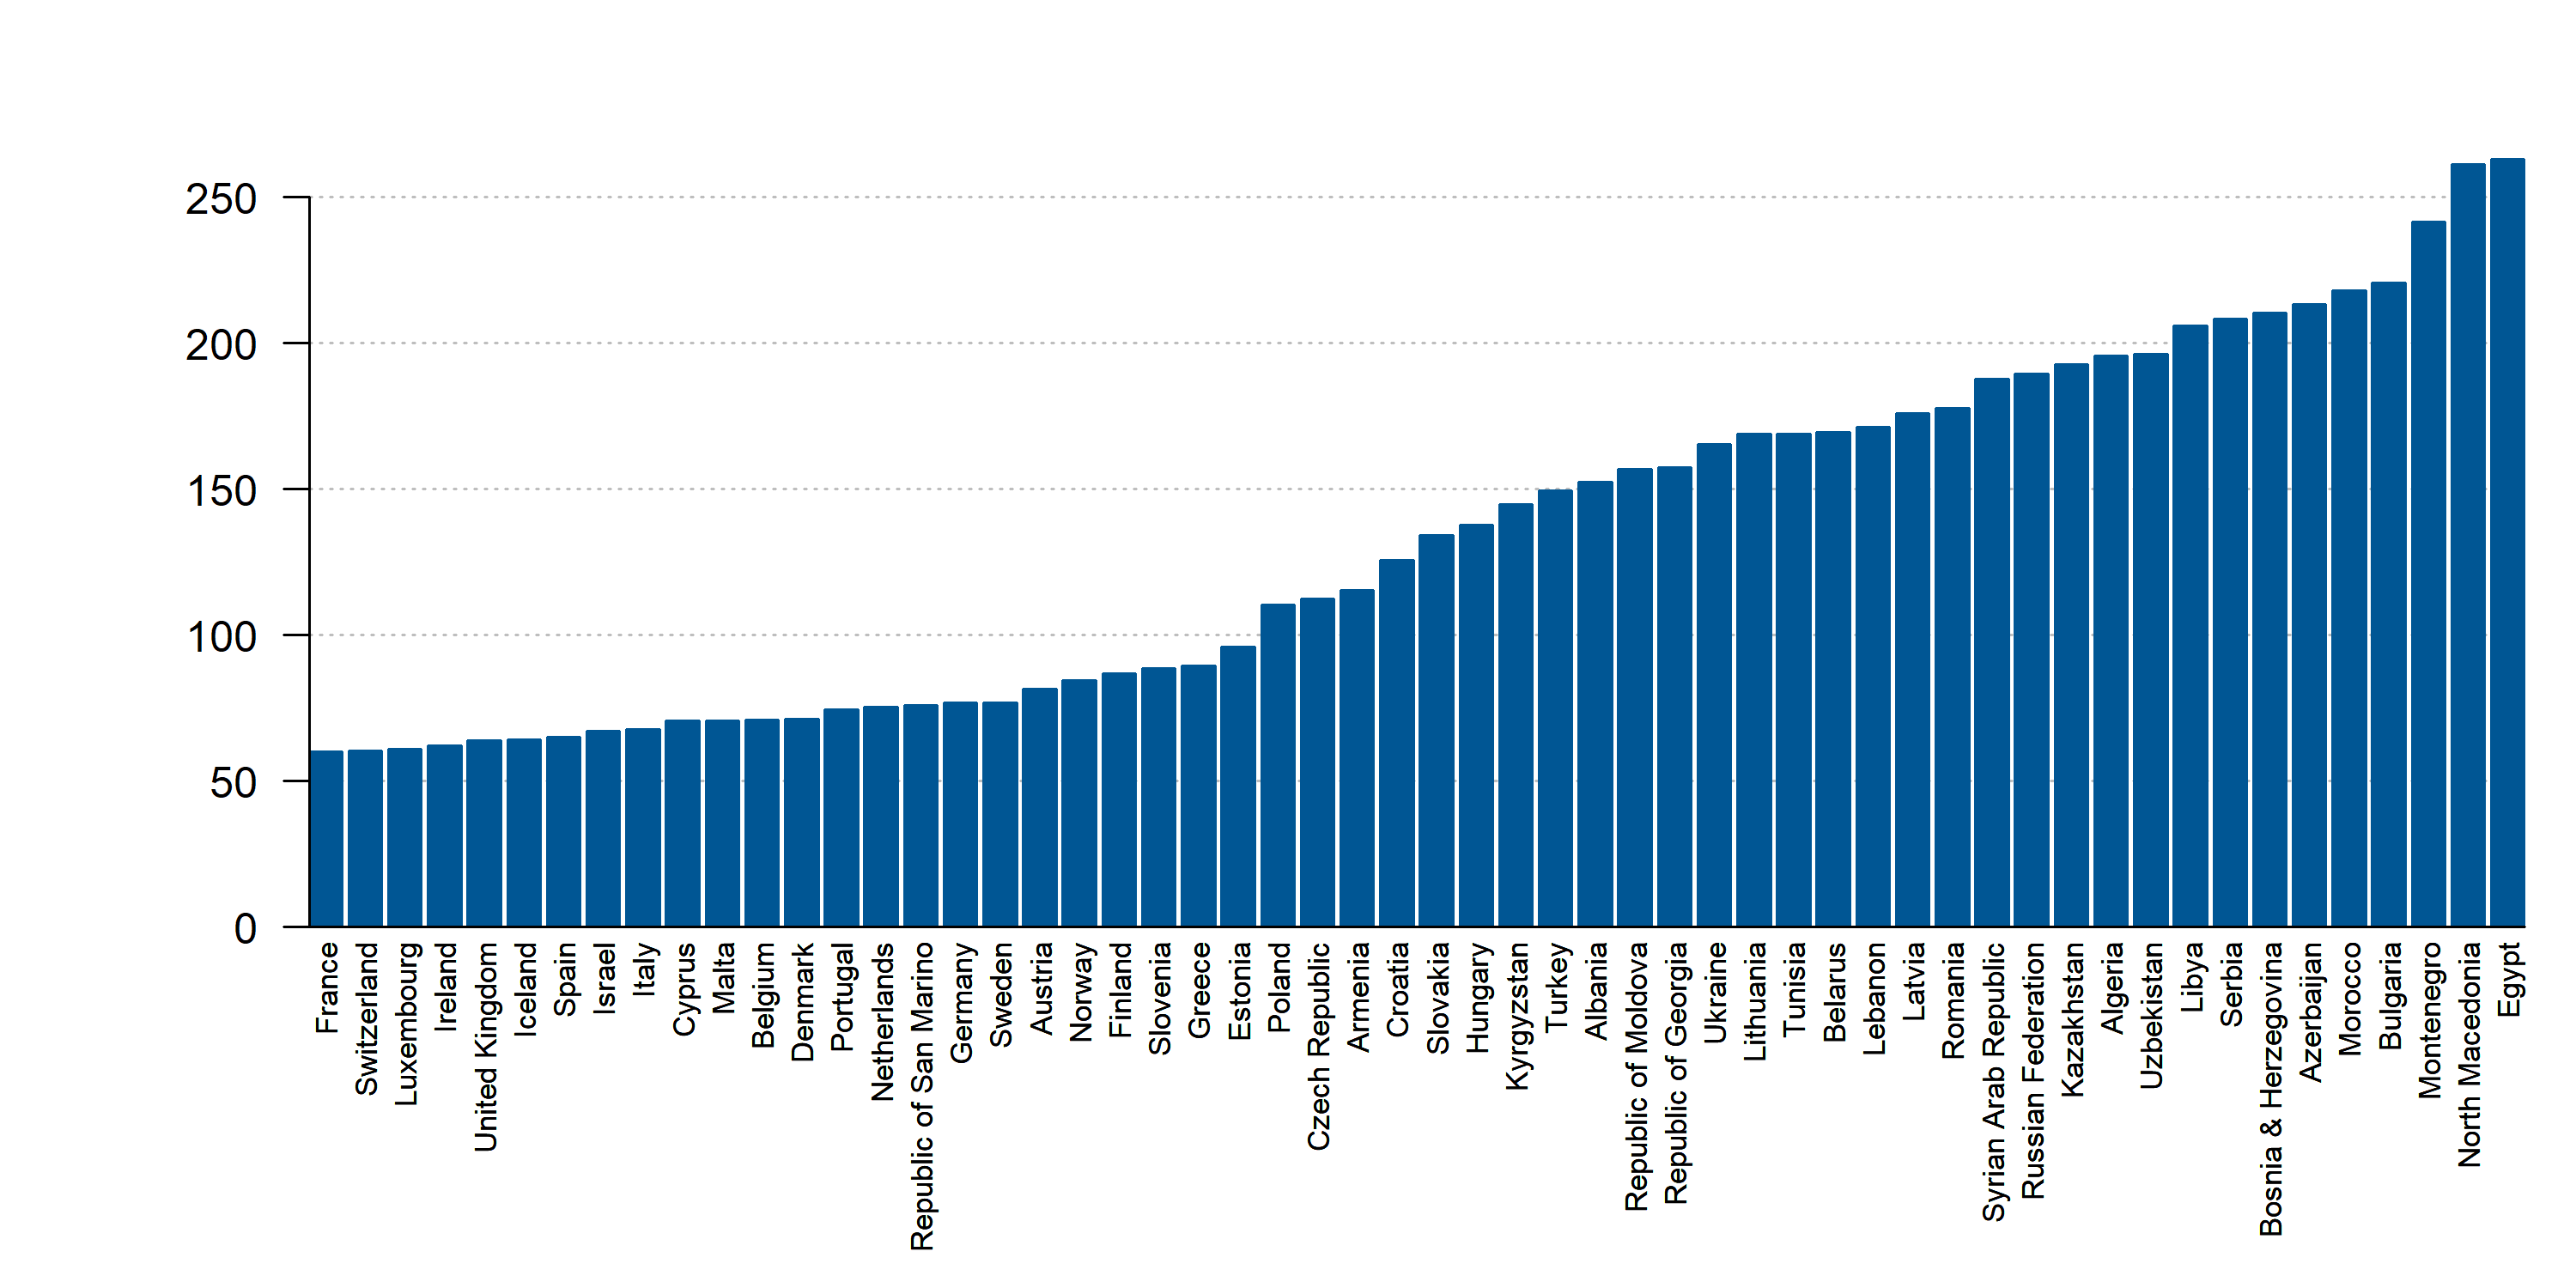 250
200
150
100
50
0
France
Switzerland
Luxembourg
Ireland
United Kingdom
Iceland
Spain
Israel
Italy
Cyprus
Malta
Belgium
Denmark
Portugal
Netherlands
Republic of San Marino
Germany
Sweden
Austria
Norway
Finland
Slovenia
Greece
Estonia
Poland
Czech Republic
Armenia
Croatia
Slovakia
Hungary
Kyrgyzstan
Turkey
Albania
Republic of Moldova
Republic of Georgia
Ukraine
Lithuania
Tunisia
Belarus
Lebanon
Latvia
Romania
Syrian Arab Republic
Russian Federation
Kazakhstan
Algeria
Uzbekistan
Libya
Serbia
Bosnia & Herzegovina
Azerbaijan
Morocco
Bulgaria
Montenegro
North Macedonia
Egypt